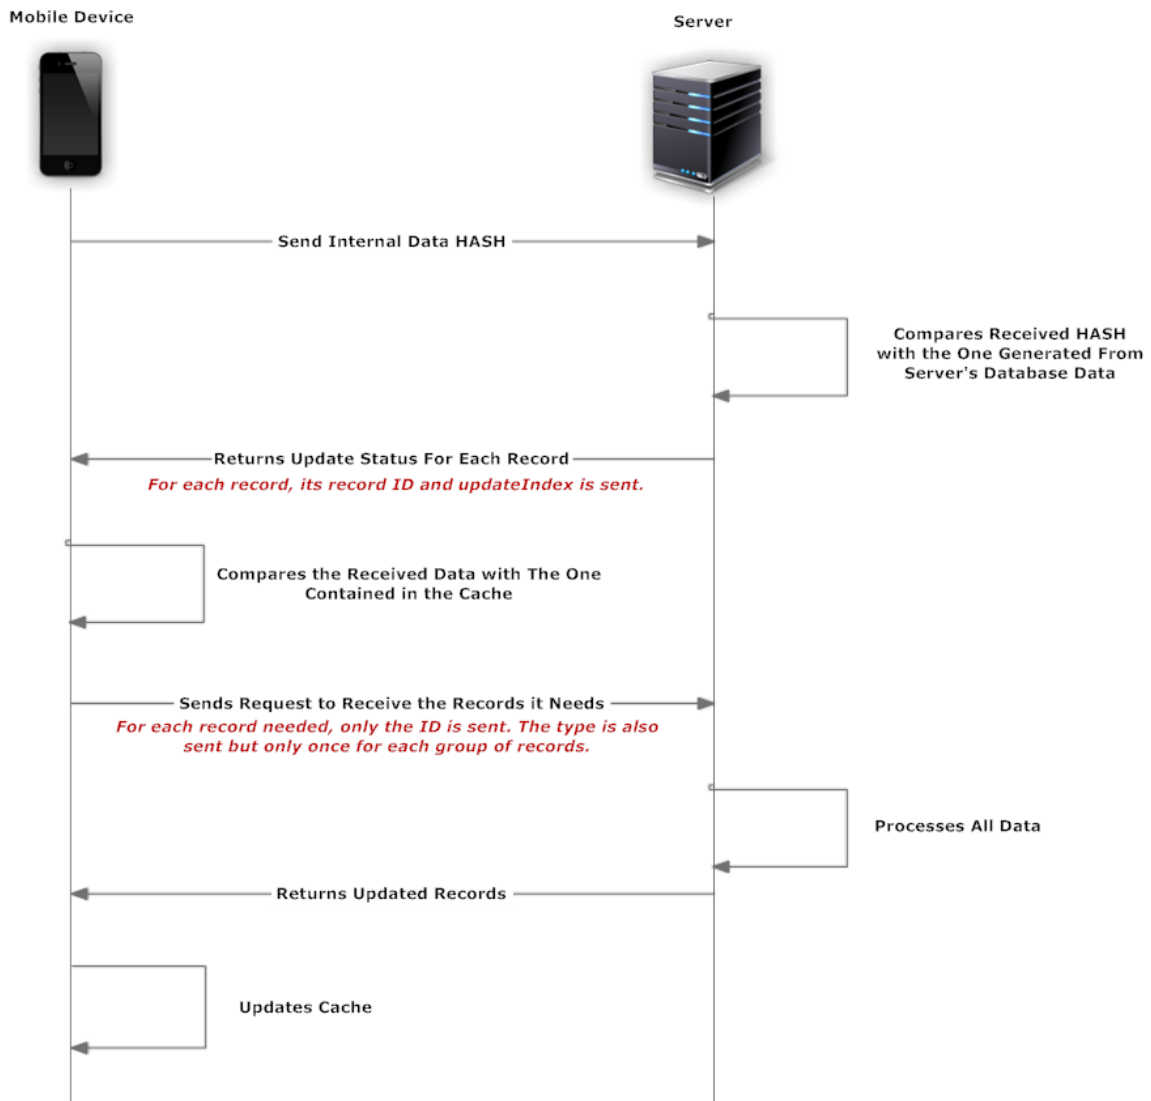 Mobile Device
Server
Send Internal Data HASH
Compares Received HASH
with the One Generated From
Server's Database Data
Returns Update Status For Each Record
For each record, its record ID and updateIndex is sent.
Compares the Received Data with The One
Contained in the Cache
Sends Request to Receive the Records it Needs
For each record needed, only the ID is sent. The type is also
sent but only once for each group of records.
Processes All Data
Returns Updated Records
Updates Cache